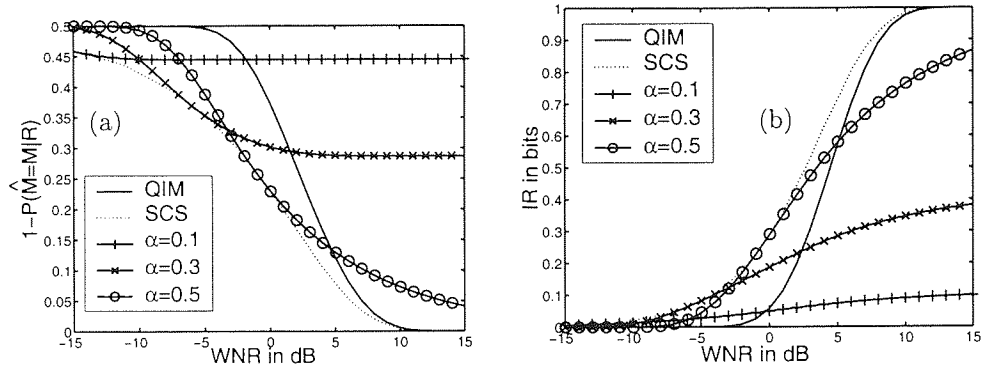 0.5
0.45
0.4
0.35
0.3
0.25
0.2
0.15
0.1
0.05
0
1−P(M̂=M|R)
(a)
QIM
SCS
α=0.1
α=0.3
α=0.5
−15 −10 −5 0 5 10 15
WNR in dB
1
0.9
0.8
0.7
0.6
0.5
0.4
0.3
0.2
0.1
0
IR in bits
QIM
SCS
α=0.1
α=0.3
α=0.5
(b)
−15 −10 −5 0 5 10 15
WNR in dB